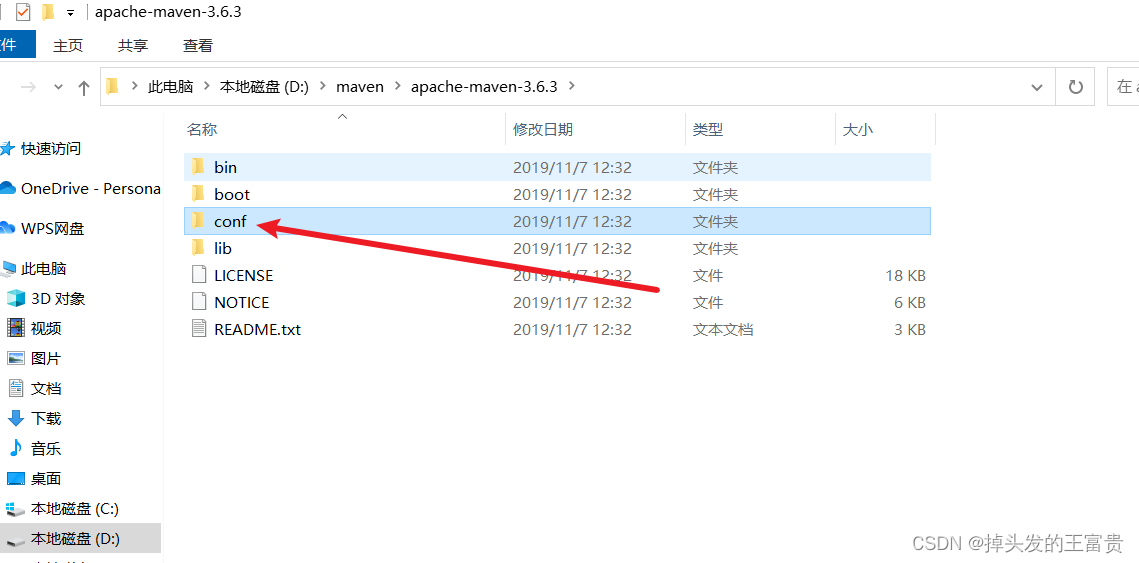 apache-maven-3.6.3
件 主页 共享 查看
此电脑 本地磁盘 (D:) maven apache-maven-3.6.3 在 a
名称 修改日期 类型 大小
快速访问
OneDrive - Persona
WPS网盘
此电脑
3D 对象
视频
图片
文档
下载
音乐
桌面
本地磁盘 (C:)
本地磁盘 (D:)
bin 2019/11/7 12:32 文件夹
boot 2019/11/7 12:32 文件夹
conf 2019/11/7 12:32 文件夹
lib 2019/11/7 12:32 文件夹
LICENSE 2019/11/7 12:32 文件 18 KB
NOTICE 2019/11/7 12:32 文件 6 KB
README.txt 2019/11/7 12:32 文本文档 3 KB
CSDN @掉头发的王富贵